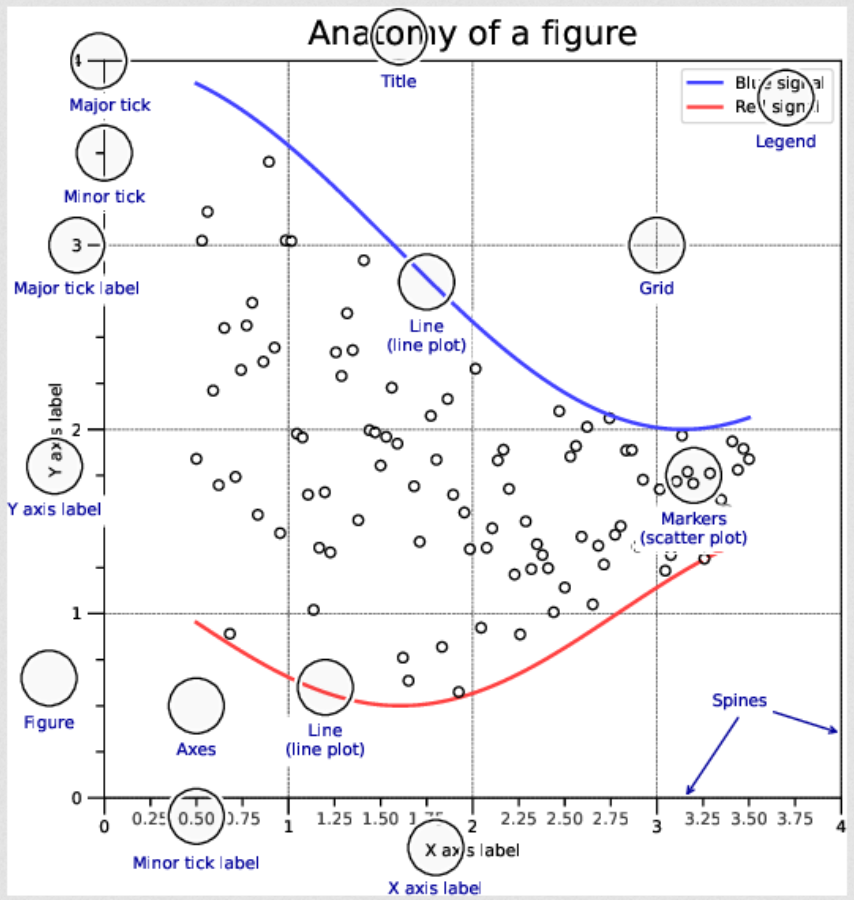 Anatomy of a figure
Title
4
Major tick
Blue signal
Red signal
Legend
Minor tick
3
Major tick label
Grid
Line
(line plot)
2
Y axis label
Y axis label
Markers
(scatter plot)
1
Figure
Axes
Line
(line plot)
Spines
0
0 0.25 0.50 0.75 1 1.25 1.50 1.75 2 2.25 2.50 2.75 3 3.25 3.50 3.75 4
Minor tick label
X axis label
X axis label